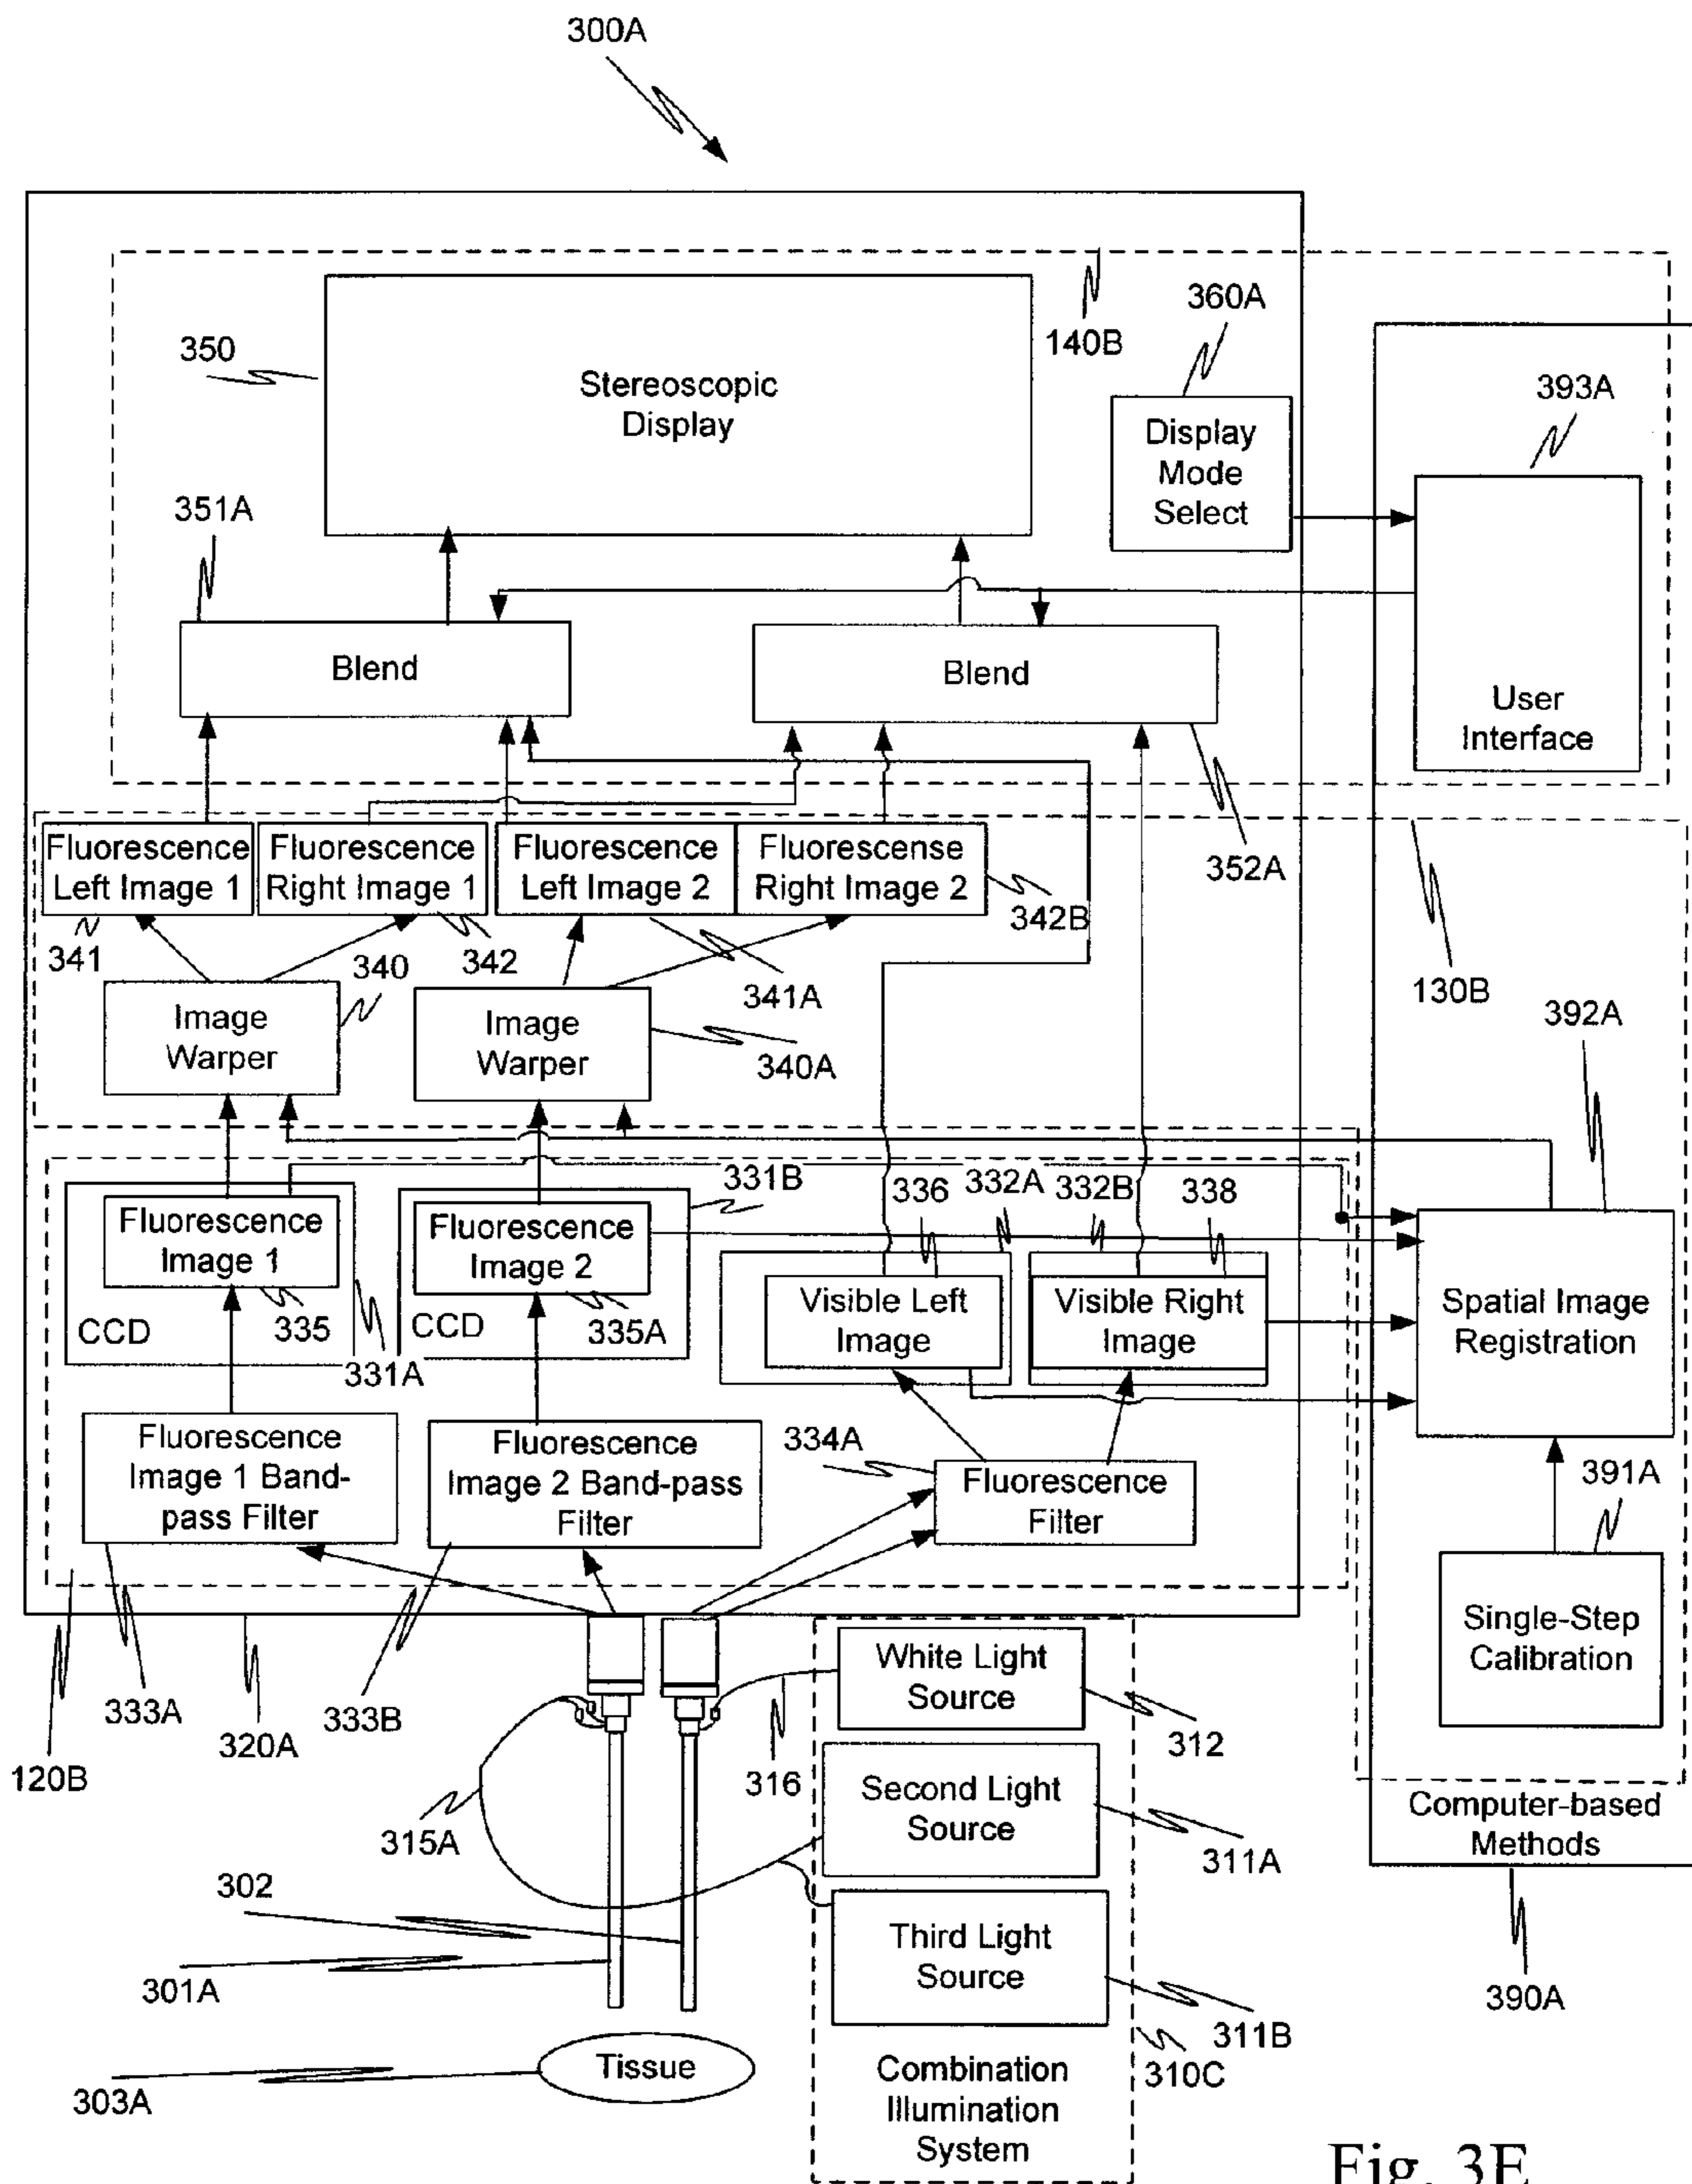 300A
140B
360A
350
Stereoscopic
Display
393A
Display
Mode
Select
351A
Blend
Blend
User
Interface
352A
Fluorescence
Left Image 1
Fluorescence
Right Image 1
Fluorescence
Left Image 2
Fluorescense
Right Image 2
342B
341
342
340
341A
130B
Image
Warper
Image
Warper
340A
392A
331B
336
332A
332B
338
Fluorescence
Image 1
CCD
335
331A
Fluorescence
Image 2
CCD
335A
Visible Left
Image
Visible Right
Image
Spatial Image
Registration
Fluorescence
Image 1 Band-
pass Filter
Fluorescence
Image 2 Band-pass
Filter
334A
Fluorescence
Filter
391A
Single-Step
Calibration
120B
333A
320A
333B
315A
316
White Light
Source
312
Second Light
Source
311A
Computer-based
Methods
390A
302
301A
Third Light
Source
311B
310C
Tissue
303A
Combination
Illumination
System
Fig. 3E